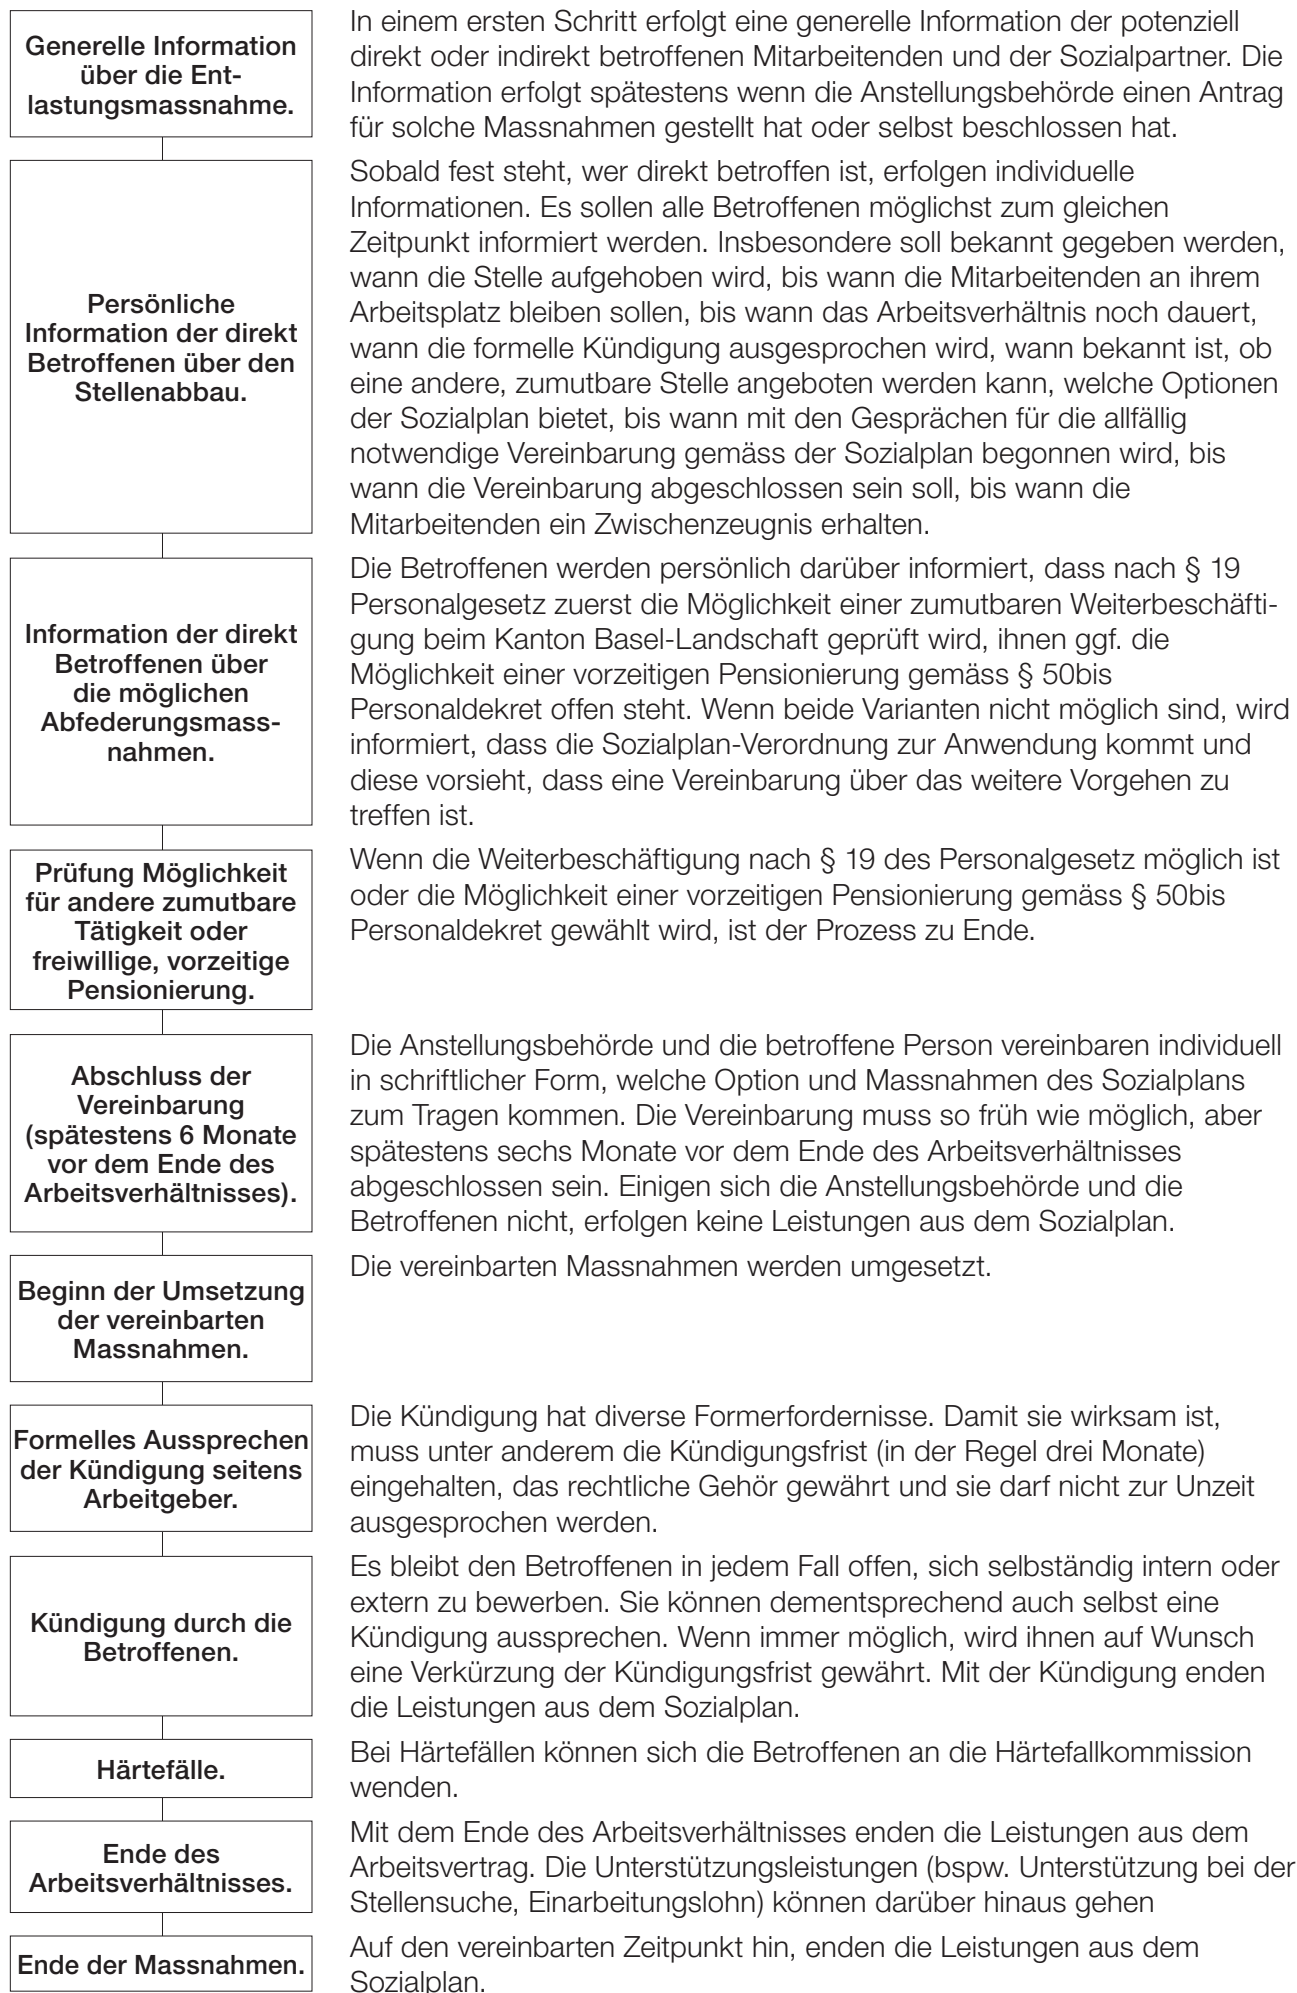 Generelle Information
über die Ent-
lastungsmassnahme.
In einem ersten Schritt erfolgt eine generelle Information der potenziell
direkt oder indirekt betroffenen Mitarbeitenden und der Sozialpartner. Die
Information erfolgt spätestens wenn die Anstellungsbehörde einen Antrag
für solche Massnahmen gestellt hat oder selbst beschlossen hat.
Persönliche
Information der direkt
Betroffenen über den
Stellenabbau.
Sobald fest steht, wer direkt betroffen ist, erfolgen individuelle
Informationen. Es sollen alle Betroffenen möglichst zum gleichen
Zeitpunkt informiert werden. Insbesondere soll bekannt gegeben werden,
wann die Stelle aufgehoben wird, bis wann die Mitarbeitenden an ihrem
Arbeitsplatz bleiben sollen, bis wann das Arbeitsverhältnis noch dauert,
wann die formelle Kündigung ausgesprochen wird, wann bekannt ist, ob
eine andere, zumutbare Stelle angeboten werden kann, welche Optionen
der Sozialplan bietet, bis wann mit den Gesprächen für die allfällig
notwendige Vereinbarung gemäss der Sozialplan begonnen wird, bis
wann die Vereinbarung abgeschlossen sein soll, bis wann die
Mitarbeitenden ein Zwischenzeugnis erhalten.
Information der direkt
Betroffenen über
die möglichen
Abfederungsmass-
nahmen.
Die Betroffenen werden persönlich darüber informiert, dass nach § 19
Personalgesetz zuerst die Möglichkeit einer zumutbaren Weiterbeschäfti-
gung beim Kanton Basel-Landschaft geprüft wird, ihnen ggf. die
Möglichkeit einer vorzeitigen Pensionierung gemäss § 50bis
Personaldekret offen steht. Wenn beide Varianten nicht möglich sind, wird
informiert, dass die Sozialplan-Verordnung zur Anwendung kommt und
diese vorsieht, dass eine Vereinbarung über das weitere Vorgehen zu
treffen ist.
Prüfung Möglichkeit
für andere zumutbare
Tätigkeit oder
freiwillige, vorzeitige
Pensionierung.
Wenn die Weiterbeschäftigung nach § 19 des Personalgesetz möglich ist
oder die Möglichkeit einer vorzeitigen Pensionierung gemäss § 50bis
Personaldekret gewählt wird, ist der Prozess zu Ende.
Abschluss der
Vereinbarung
(spätestens 6 Monate
vor dem Ende des
Arbeitsverhältnisses).
Die Anstellungsbehörde und die betroffene Person vereinbaren individuell
in schriftlicher Form, welche Option und Massnahmen des Sozialplans
zum Tragen kommen. Die Vereinbarung muss so früh wie möglich, aber
spätestens sechs Monate vor dem Ende des Arbeitsverhältnisses
abgeschlossen sein. Einigen sich die Anstellungsbehörde und die
Betroffenen nicht, erfolgen keine Leistungen aus dem Sozialplan.
Beginn der Umsetzung
der vereinbarten
Massnahmen.
Die vereinbarten Massnahmen werden umgesetzt.
Formelles Aussprechen
der Kündigung seitens
Arbeitgeber.
Die Kündigung hat diverse Formerfordernisse. Damit sie wirksam ist,
muss unter anderem die Kündigungsfrist (in der Regel drei Monate)
eingehalten, das rechtliche Gehör gewährt und sie darf nicht zur Unzeit
ausgesprochen werden.
Kündigung durch die
Betroffenen.
Es bleibt den Betroffenen in jedem Fall offen, sich selbständig intern oder
extern zu bewerben. Sie können dementsprechend auch selbst eine
Kündigung aussprechen. Wenn immer möglich, wird ihnen auf Wunsch
eine Verkürzung der Kündigungsfrist gewährt. Mit der Kündigung enden
die Leistungen aus dem Sozialplan.
Härtefälle.
Bei Härtefällen können sich die Betroffenen an die Härtefallkommission
wenden.
Ende des
Arbeitsverhältnisses.
Mit dem Ende des Arbeitsverhältnisses enden die Leistungen aus dem
Arbeitsvertrag. Die Unterstützungsleistungen (bspw. Unterstützung bei der
Stellensuche, Einarbeitungslohn) können darüber hinaus gehen
Ende der Massnahmen.
Auf den vereinbarten Zeitpunkt hin, enden die Leistungen aus dem
Sozialplan.